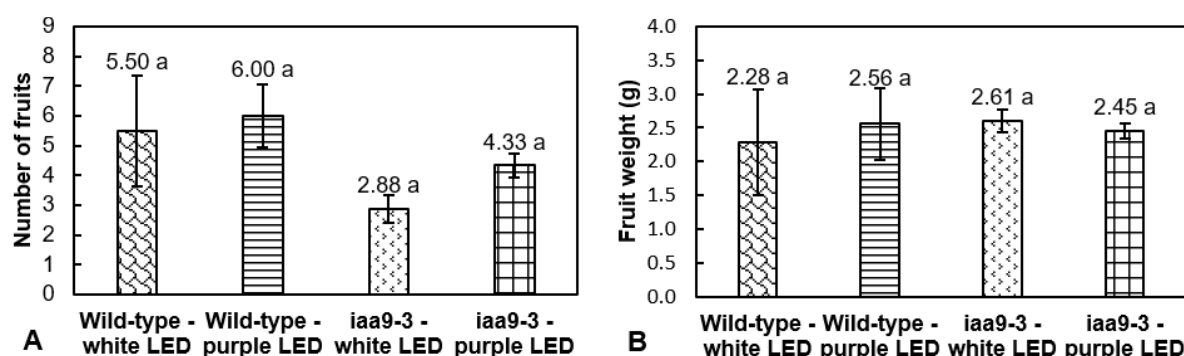 Number of fruits
9
8
7
6
5
4
3
2
1
0
5.50 a
6.00 a
2.88 a
4.33 a
Wild-type -
white LED
Wild-type -
purple LED
iaa9-3 -
white LED
iaa9-3 -
purple LED
A
Fruit weight (g)
4.0
3.5
3.0
2.5
2.0
1.5
1.0
0.5
0.0
2.28 a
2.56 a
2.61 a
2.45 a
Wild-type -
white LED
Wild-type -
purple LED
iaa9-3 -
white LED
iaa9-3 -
purple LED
B